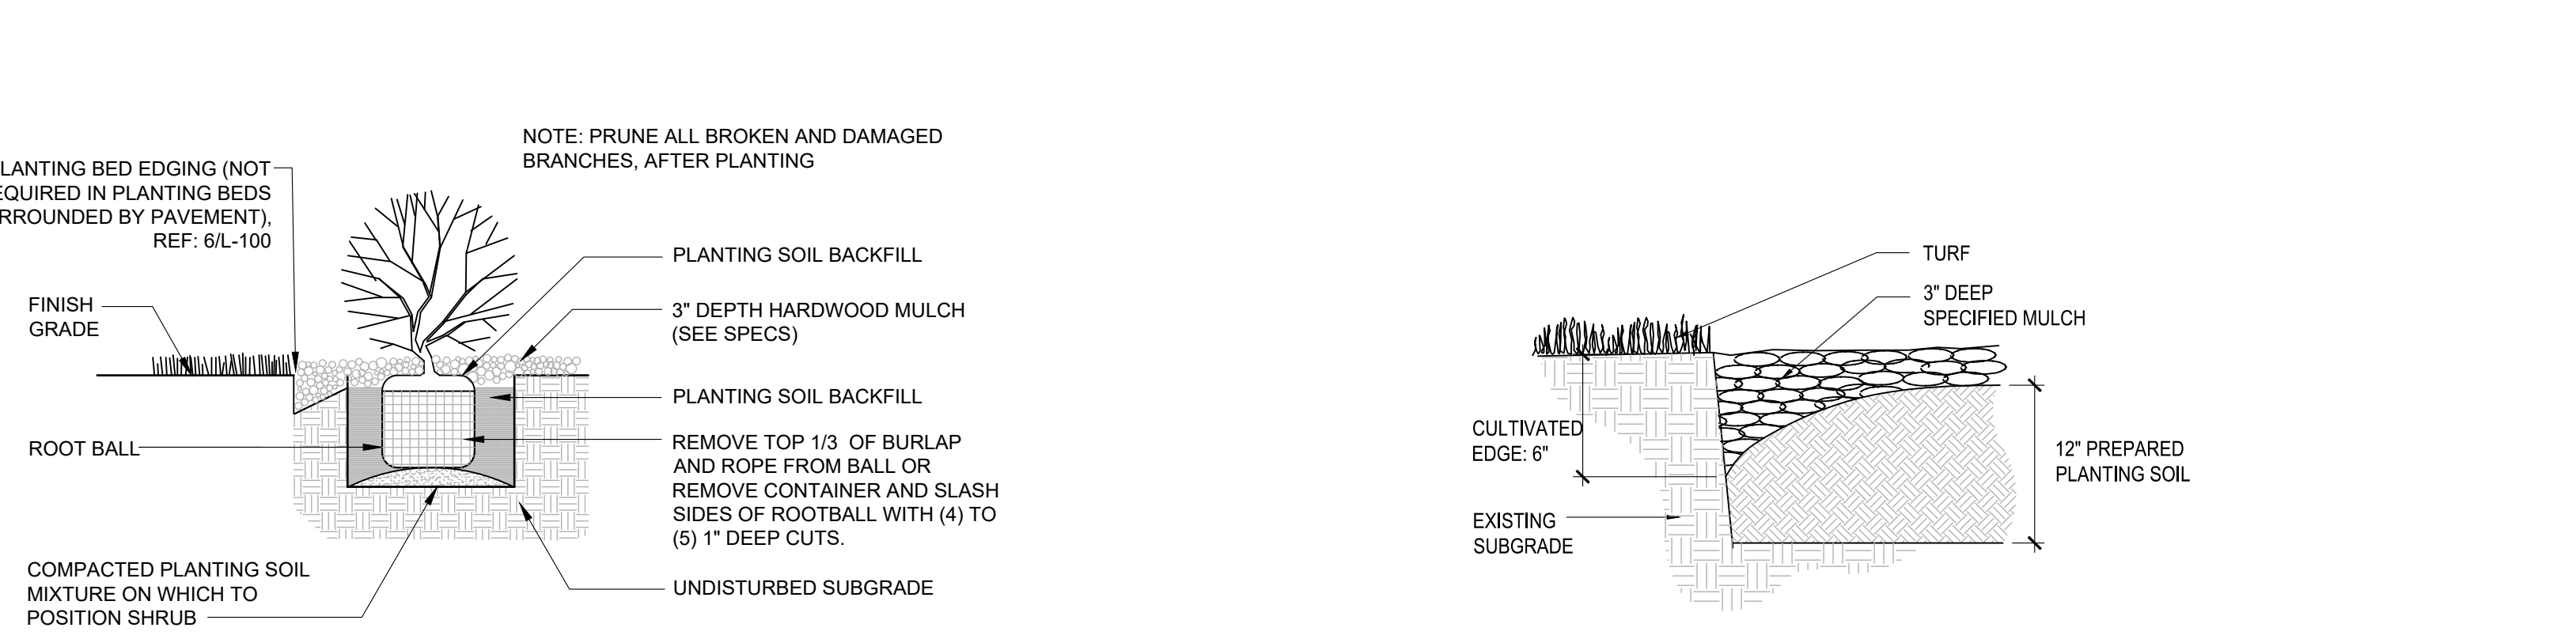 NOTE: PRUNE ALL BROKEN AND DAMAGED
BRANCHES, AFTER PLANTING
LANTING BED EDGING (NOT
EQUIRED IN PLANTING BEDS
RROUNDED BY PAVEMENT),
REF: 6/L-100
FINISH
GRADE
ROOT BALL
COMPACTED PLANTING SOIL
MIXTURE ON WHICH TO
POSITION SHRUB
PLANTING SOIL BACKFILL
3" DEPTH HARDWOOD MULCH
(SEE SPECS)
PLANTING SOIL BACKFILL
REMOVE TOP 1/3 OF BURLAP
AND ROPE FROM BALL OR
REMOVE CONTAINER AND SLASH
SIDES OF ROOTBALL WITH (4) TO
(5) 1" DEEP CUTS.
UNDISTURBED SUBGRADE
TURF
3" DEEP
SPECIFIED MULCH
CULTIVATED
EDGE: 6"
EXISTING
SUBGRADE
12" PREPARED
PLANTING SOIL